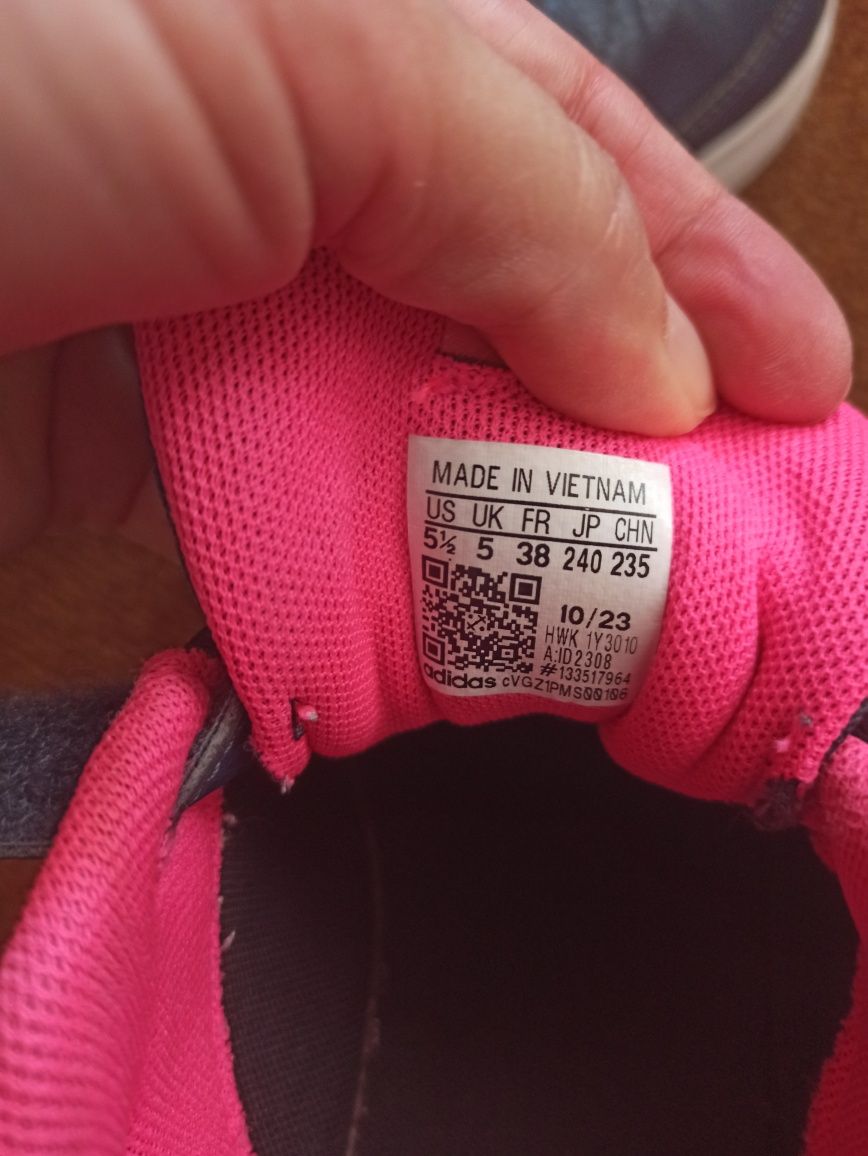 MADE IN VIETNAM
US UK FR JP CHN
5½ 5 38 240 235
10/23
HWK 1Y3010
A:ID2308
#133517964
adidas cVGZ1PMS00106